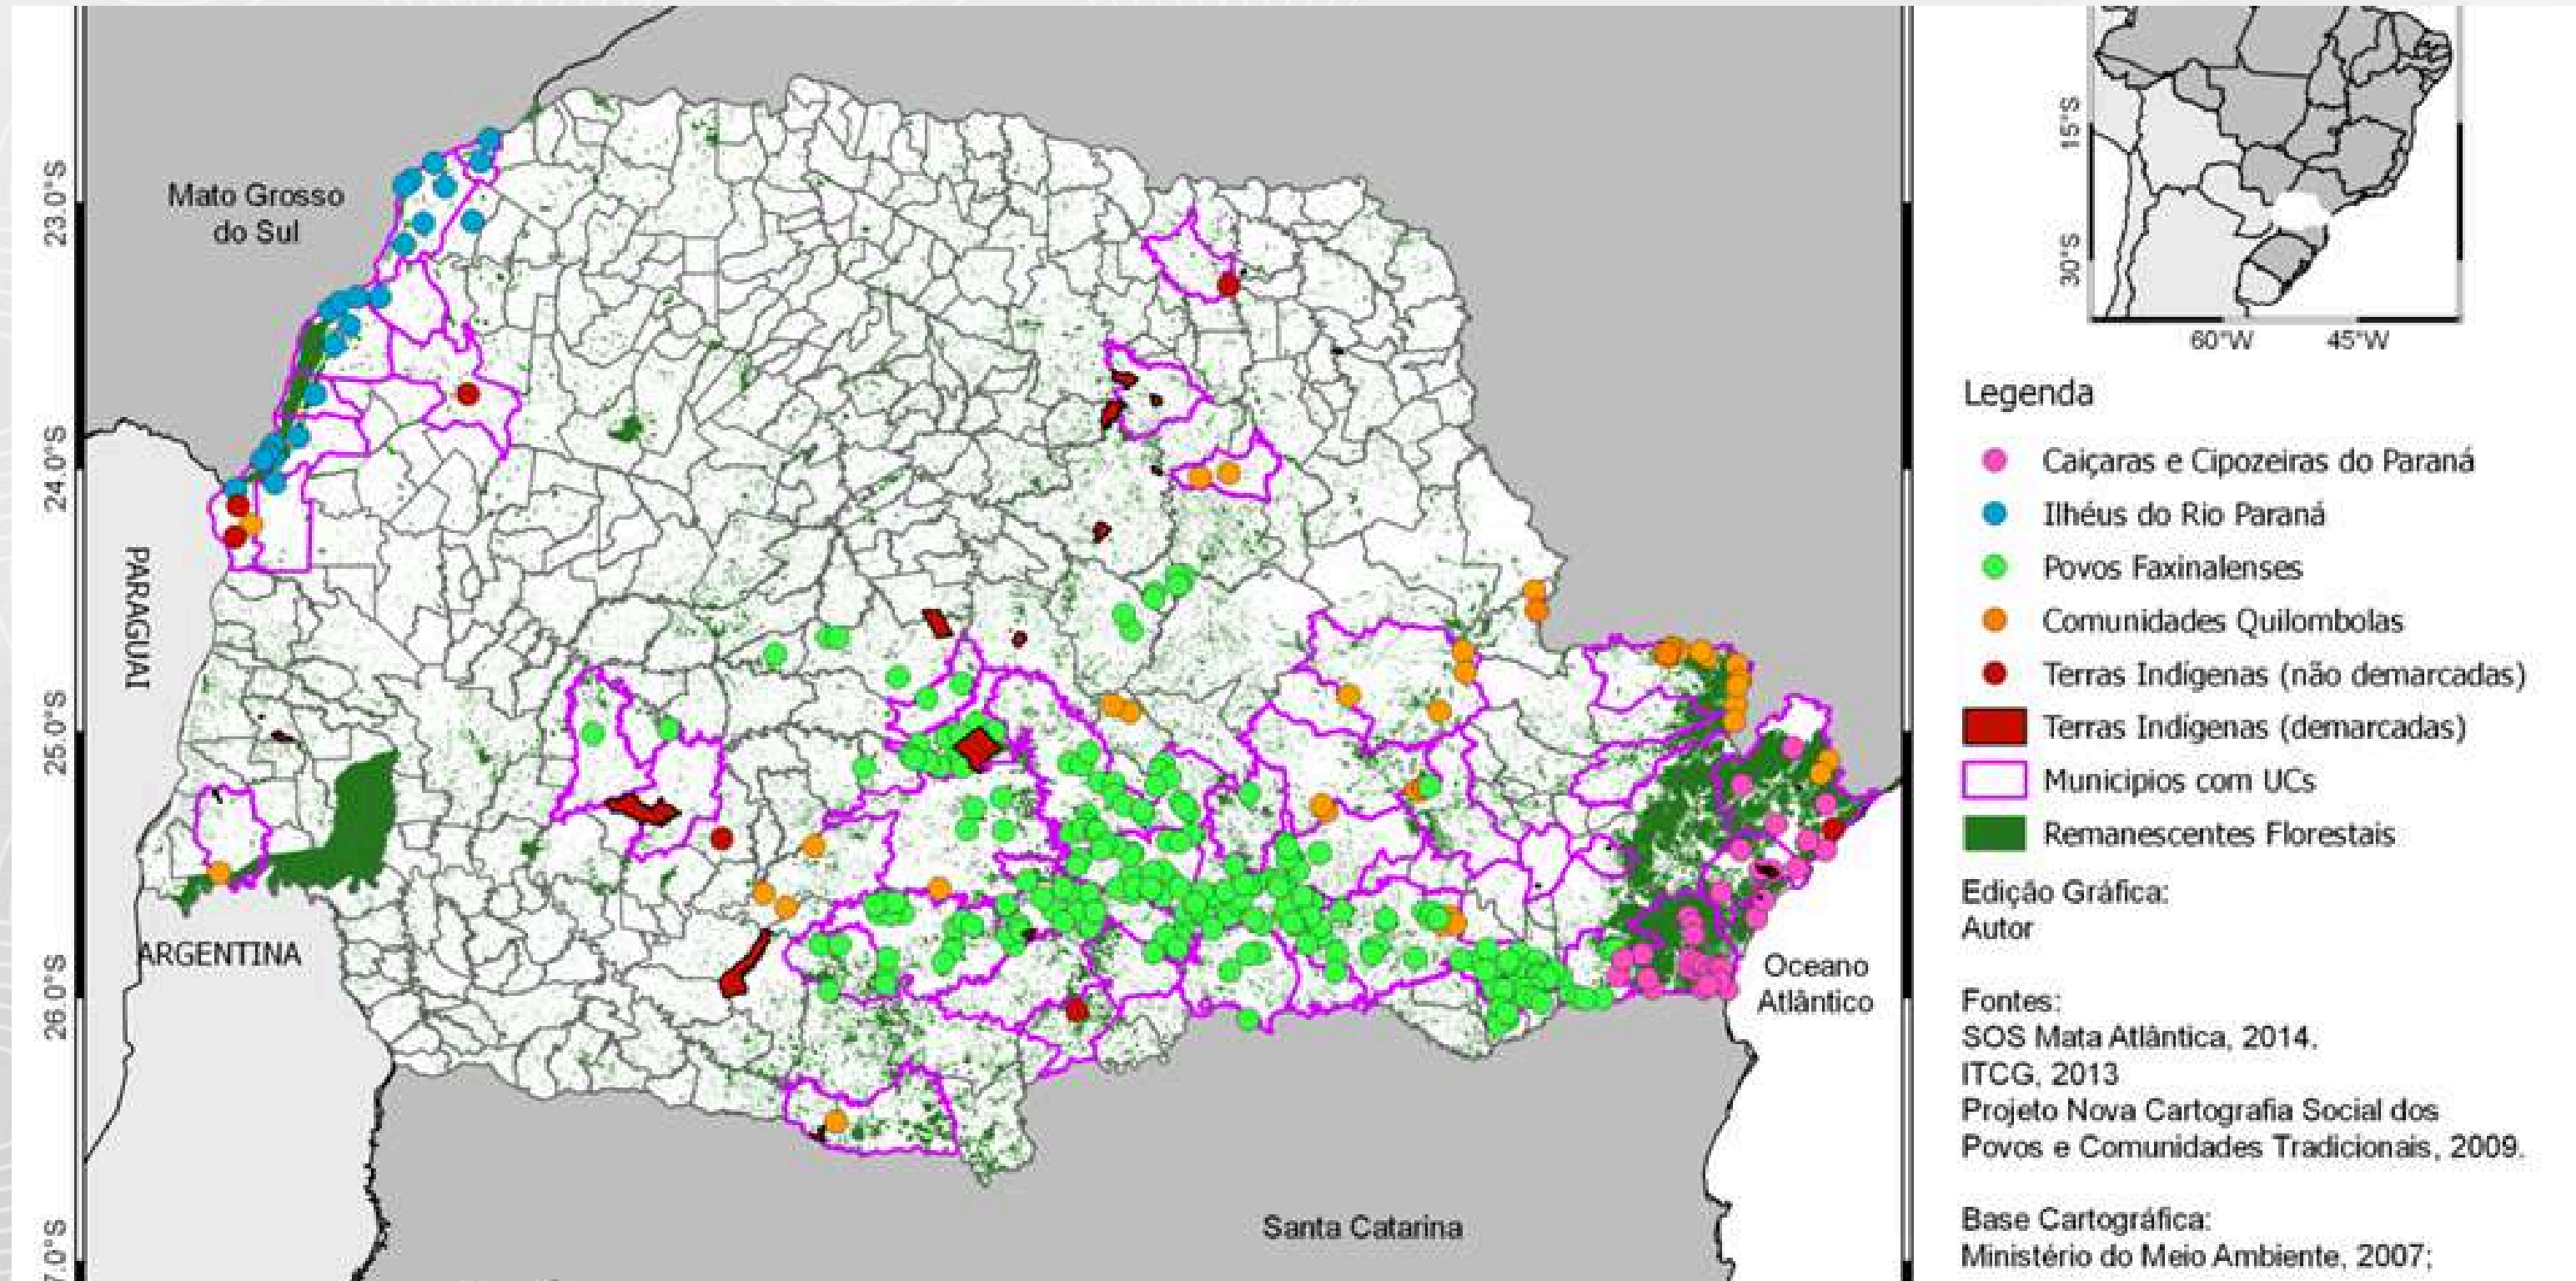 Mato Grosso
do Sul
PARAGUAI
ARGENTINA
Oceano
Atlântico
Santa Catarina
23.0°S
24.0°S
25.0°S
26.0°S
7.0°S
15°S
30°S
60°W
45°W
Legenda
Caiçaras e Cipozeiras do Paraná
Ilhéus do Rio Paraná
Povos Faxinalenses
Comunidades Quilombolas
Terras Indígenas (não demarcadas)
Terras Indígenas (demarcadas)
Municipios com UCs
Remanescentes Florestais
Edição Gráfica:
Autor
Fontes:
SOS Mata Atlântica, 2014.
ITCG, 2013
Projeto Nova Cartografia Social dos
Povos e Comunidades Tradicionais, 2009.
Base Cartográfica:
Ministério do Meio Ambiente, 2007;